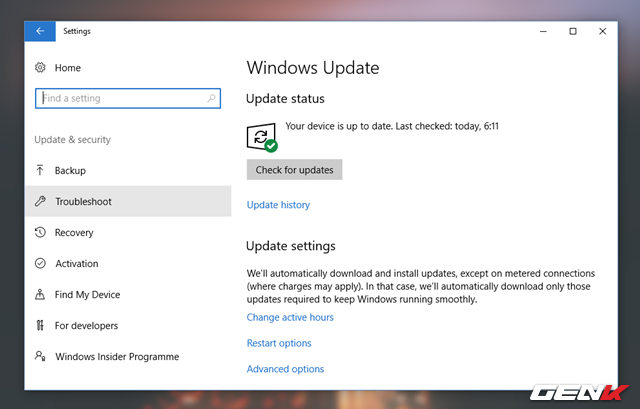 Settings
Home
Find a setting
Update & security
Backup
Troubleshoot
Recovery
Activation
Find My Device
For developers
Windows Insider Programme
Windows Update
Update status
Your device is up to date. Last checked: today, 6:11
Check for updates
Update history
Update settings
We'll automatically download and install updates, except on metered connections
(where charges may apply). In that case, we'll automatically download only those
updates required to keep Windows running smoothly.
Change active hours
Restart options
Advanced options
GENK